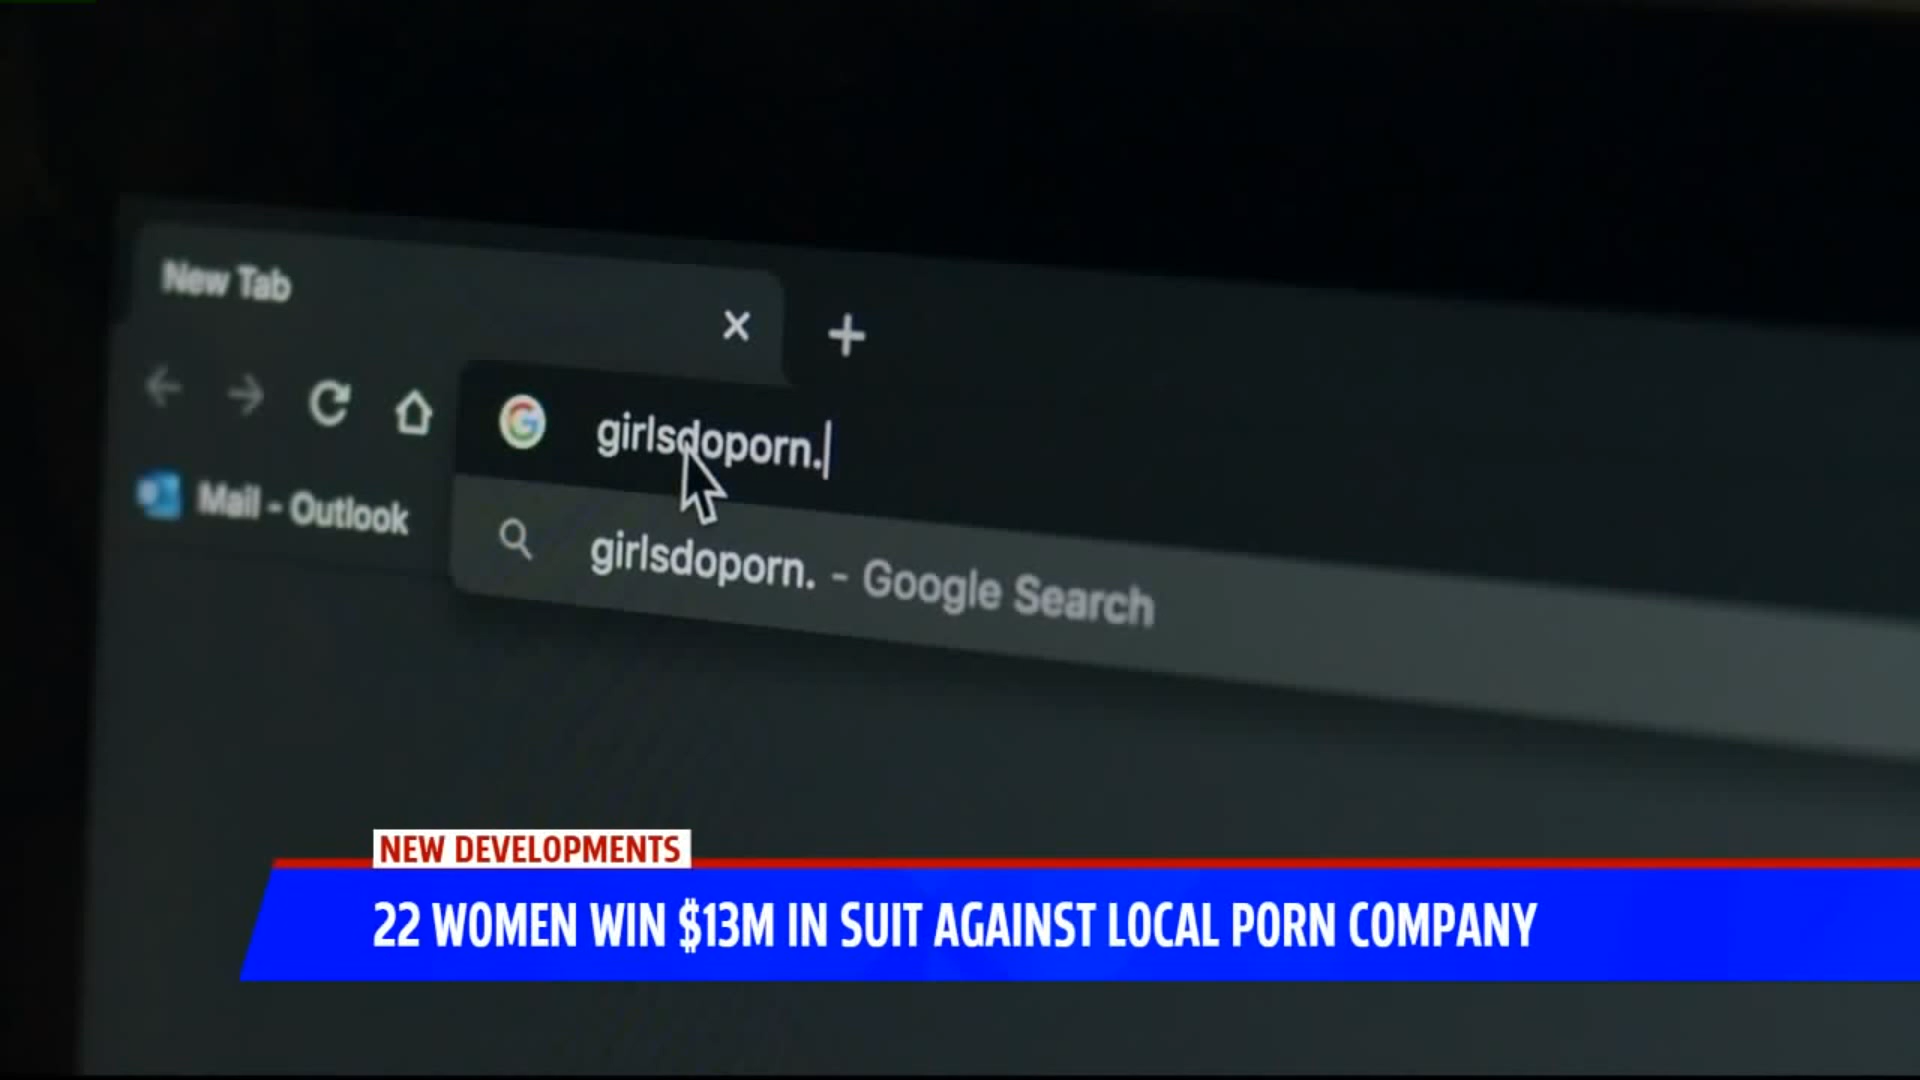 New Tab
girlsdoporn.
Mail - Outlook
girlsdoporn. - Google Search
NEW DEVELOPMENTS
22 WOMEN WIN $13M IN SUIT AGAINST LOCAL PORN COMPANY